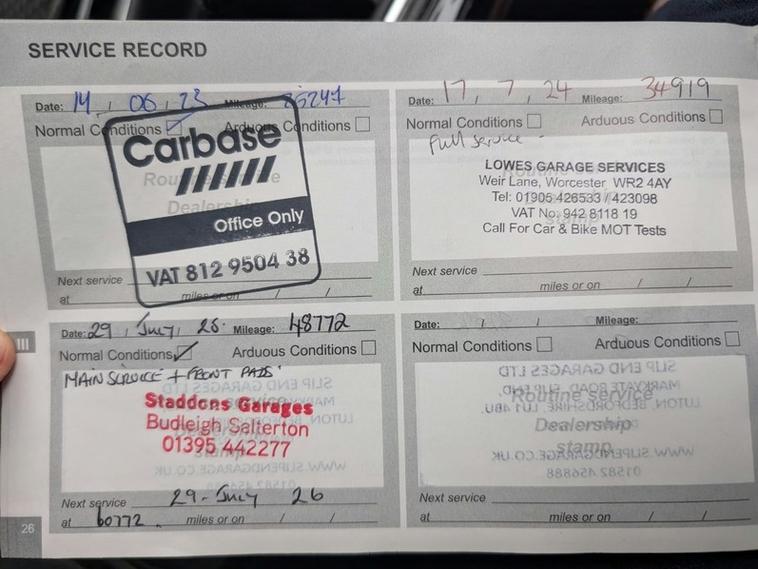 SERVICE RECORD
Date: 14 / 06 / 23 Mileage: 25247
Normal Conditions Arduous Conditions
Carbase
Office Only
VAT 812 9504 38
Next service
at miles or on / /
Date: 17 / 7 / 24 Mileage: 34919
Normal Conditions Arduous Conditions
Full service
LOWES GARAGE SERVICES
Weir Lane, Worcester WR2 4AY
Tel: 01905 426533 / 423098
VAT No. 942 8118 19
Call For Car & Bike MOT Tests
Next service
at miles or on / /
Date: 29 / July / 25 Mileage: 48772
Normal Conditions Arduous Conditions
MAIN SERVICE + FRONT PADS
Staddons Garages
Budleigh Salterton
01395 442277
Next service 29 - July 26
at 60772 miles or on / /
Date: / / Mileage:
Normal Conditions Arduous Conditions
Routine service
Dealership
stamp
Next service
at miles or on / /
26